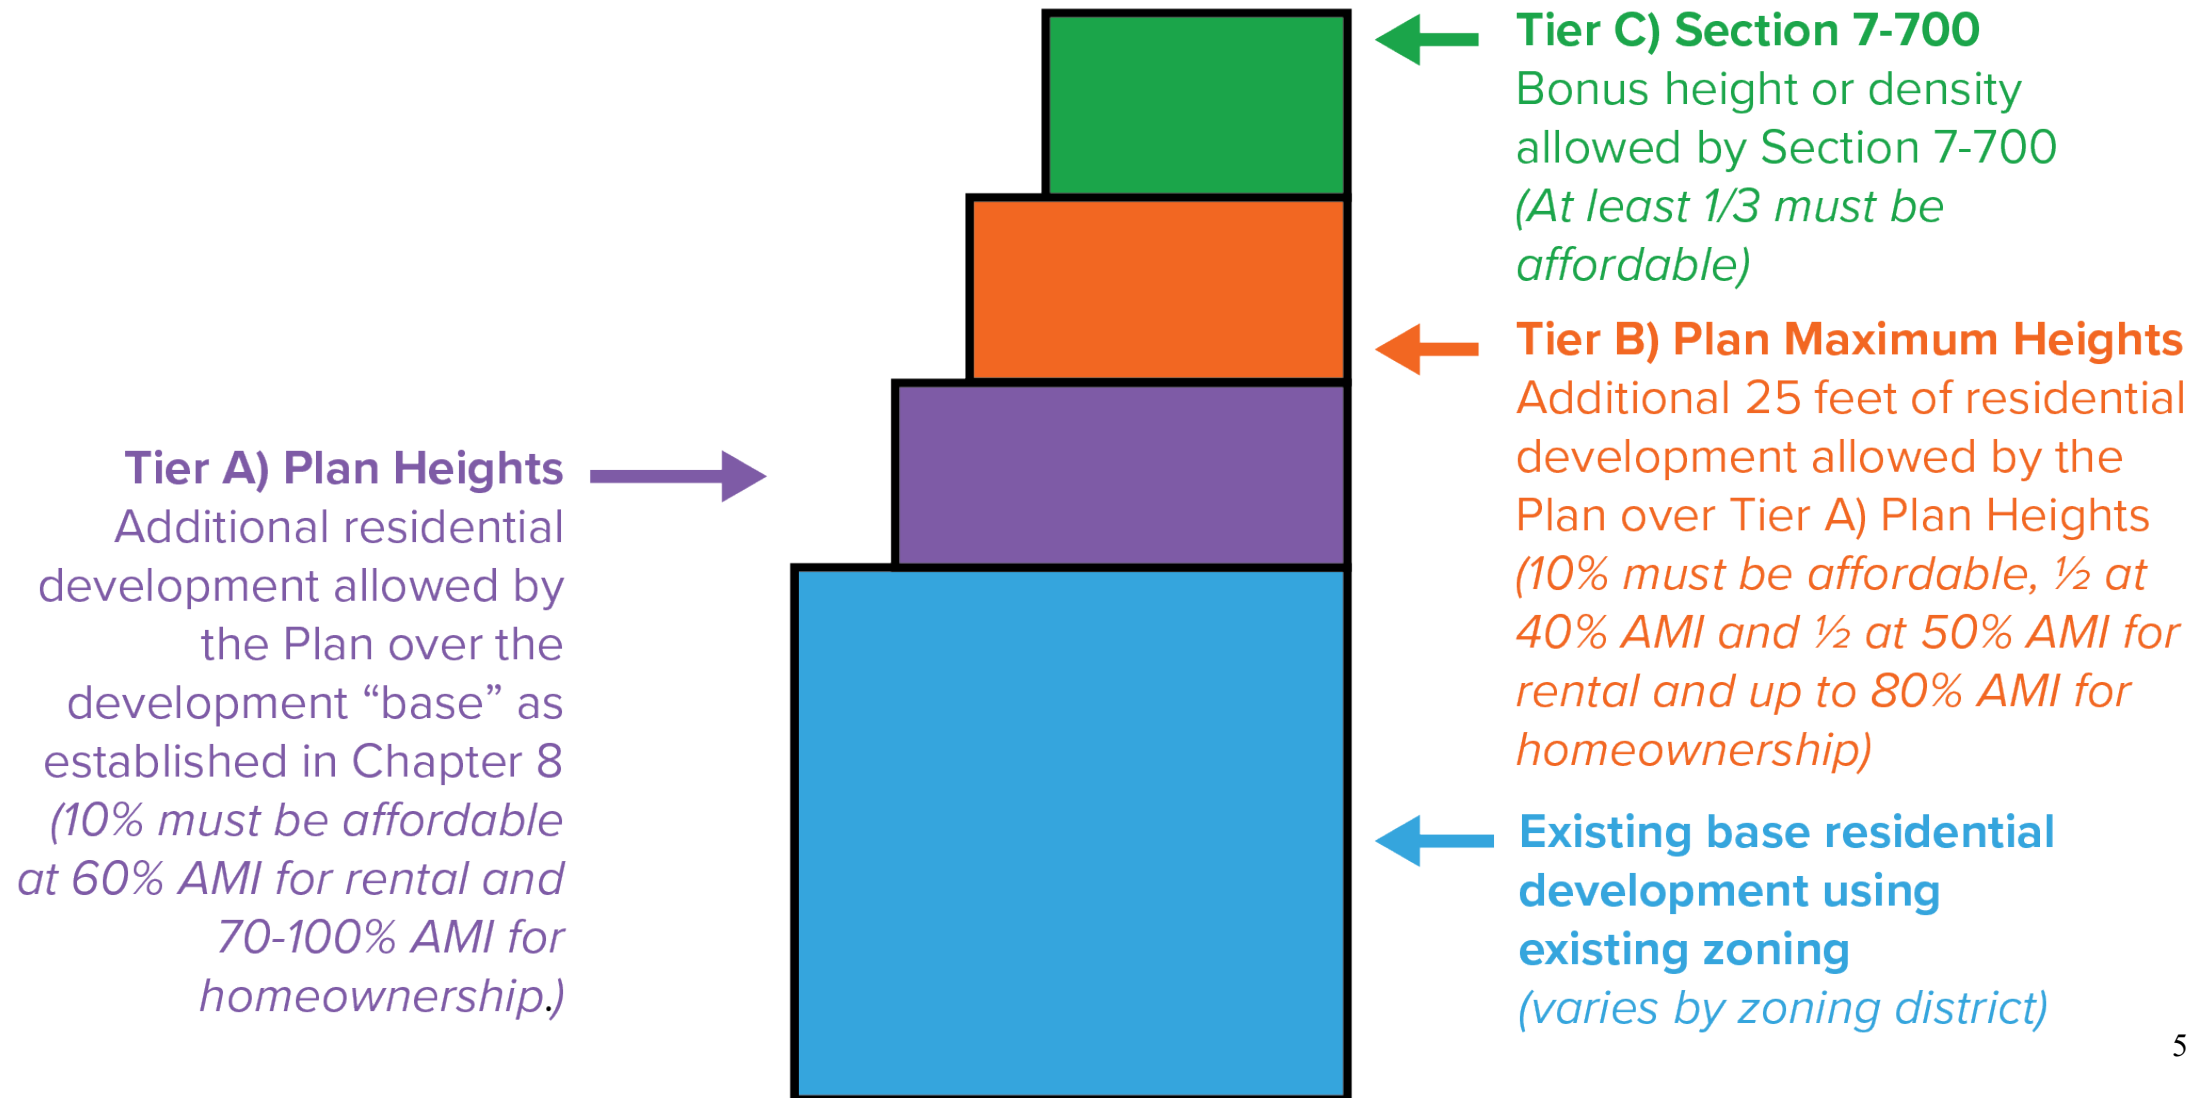 Tier A) Plan Heights
Additional residential
development allowed by
the Plan over the
development “base” as
established in Chapter 8
(10% must be affordable
at 60% AMI for rental and
70-100% AMI for
homeownership.)
Tier C) Section 7-700
Bonus height or density
allowed by Section 7-700
(At least 1/3 must be
affordable)
Tier B) Plan Maximum Heights
Additional 25 feet of residential
development allowed by the
Plan over Tier A) Plan Heights
(10% must be affordable, ½ at
40% AMI and ½ at 50% AMI for
rental and up to 80% AMI for
homeownership)
Existing base residential
development using
existing zoning
(varies by zoning district)
5